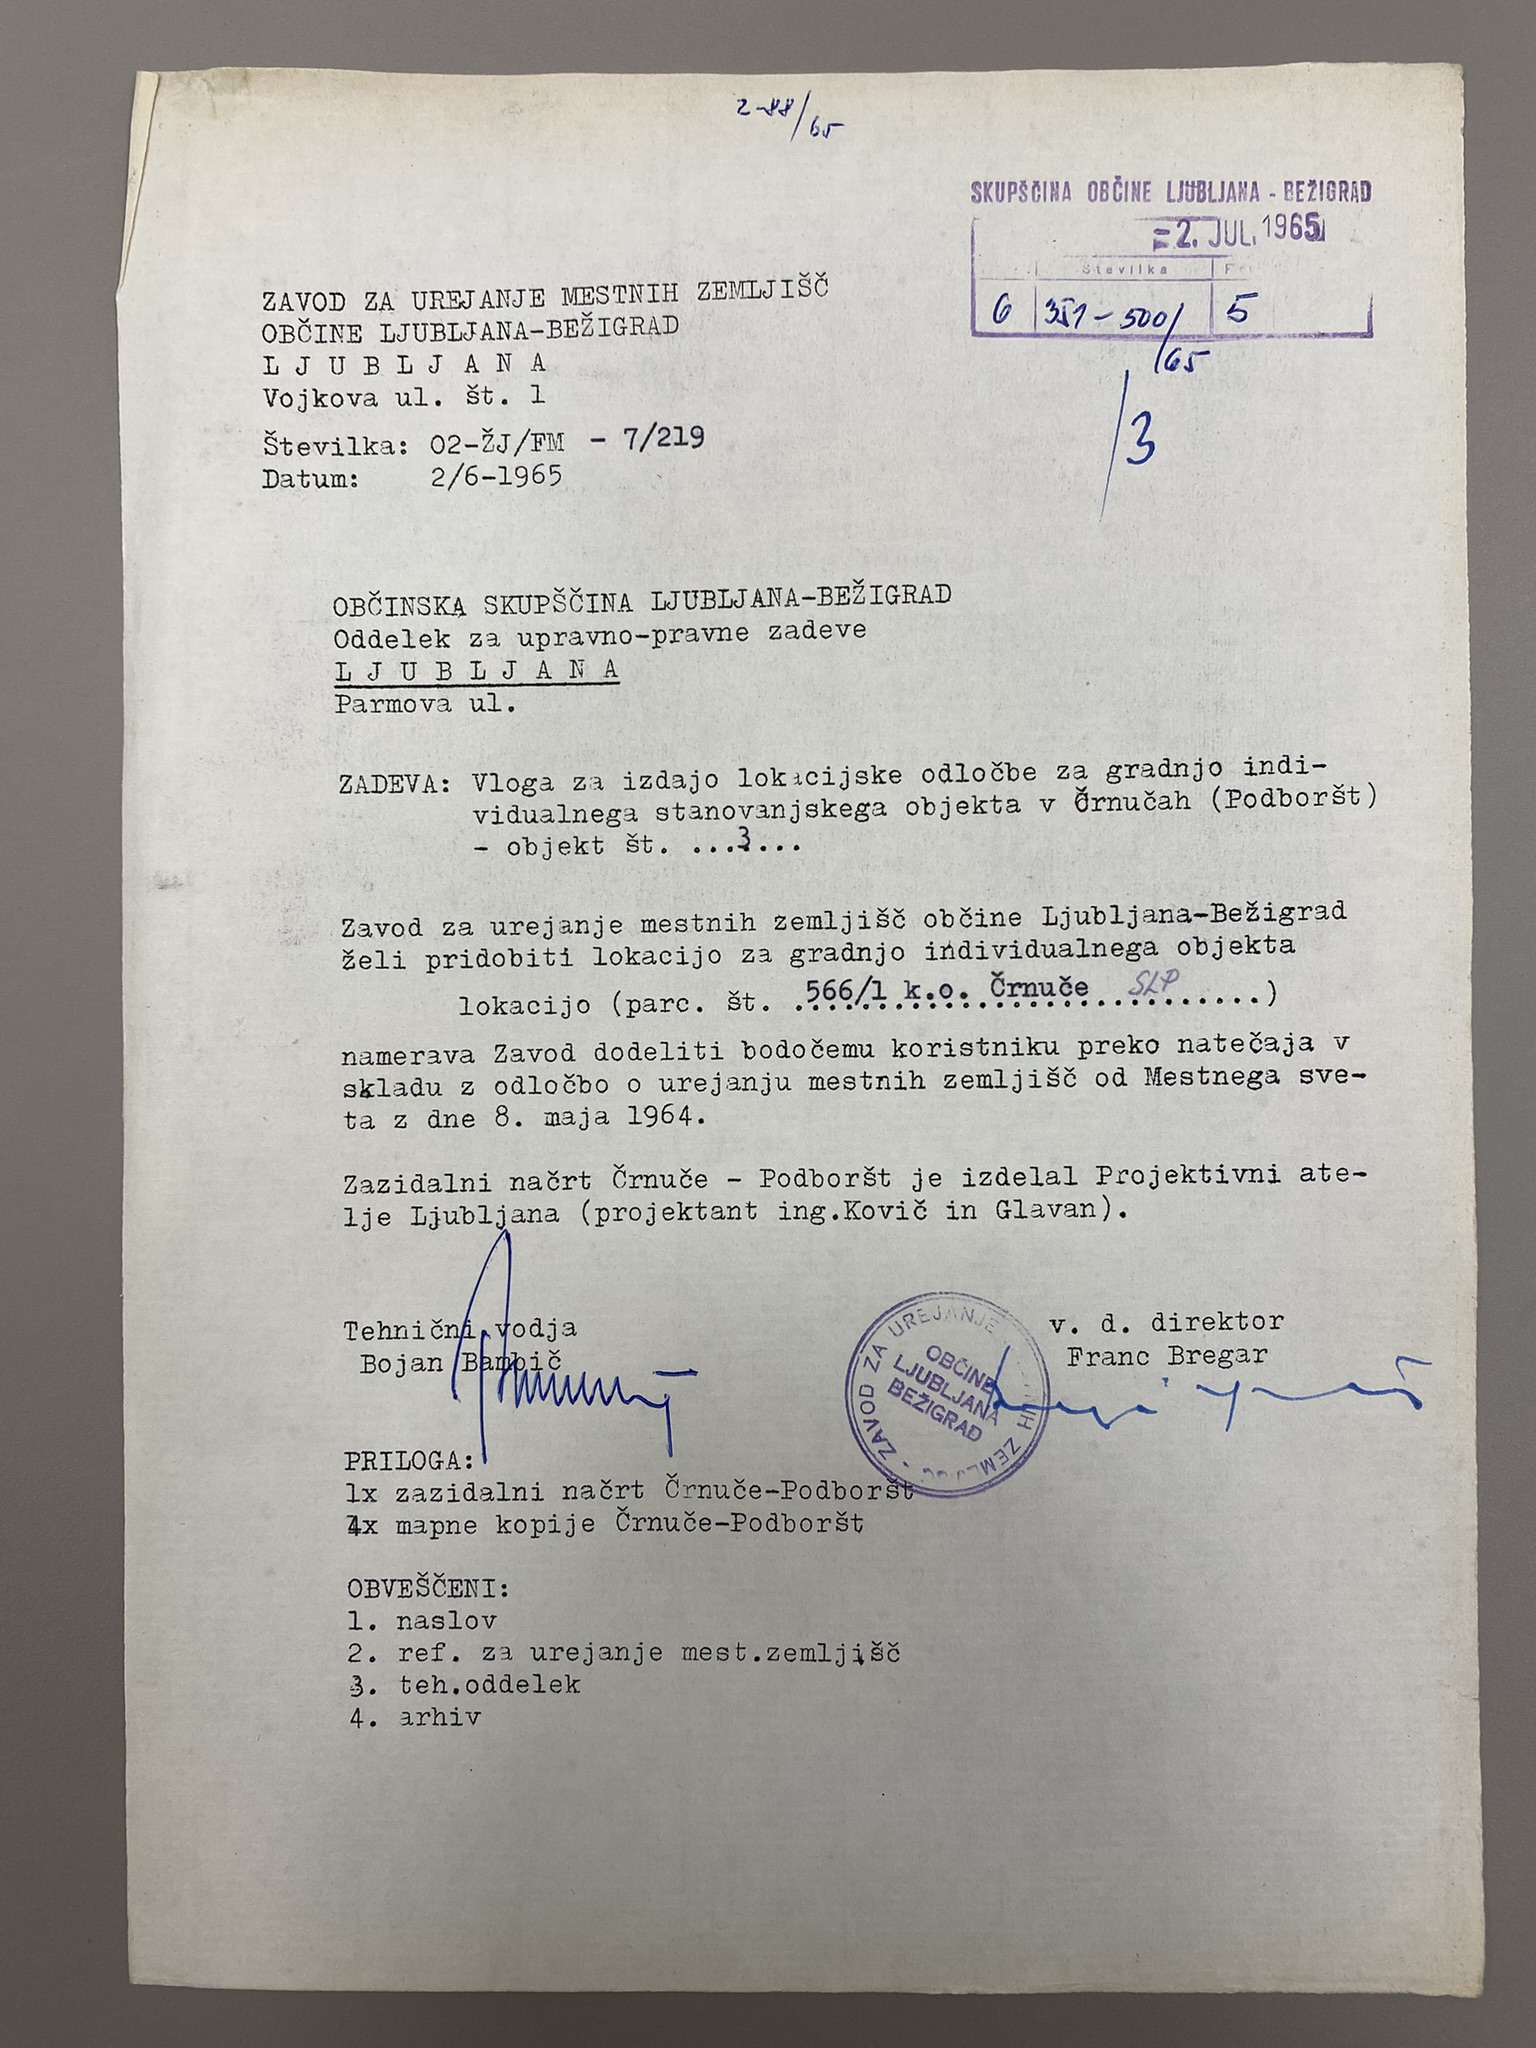 2-88/65
SKUPŠČINA OBČINE LJUBLJANA - BEŽIGRAD
2. JUL. 1965
Številka
6 351-500/65 5
/3
ZAVOD ZA UREJANJE MESTNIH ZEMLJIŠČ
OBČINE LJUBLJANA-BEŽIGRAD
L J U B L J A N A
Vojkova ul. št. 1
Številka: 02-ŽJ/FM - 7/219
Datum: 2/6-1965
OBČINSKA SKUPŠČINA LJUBLJANA-BEŽIGRAD
Oddelek za upravno-pravne zadeve
L J U B L J A N A
Parmova ul.
ZADEVA: Vloga za izdajo lokacijske odločbe za gradnjo indi-
vidualnega stanovanjskega objekta v Črnučah (Podboršt)
- objekt št. ...3...
Zavod za urejanje mestnih zemljišč občine Ljubljana-Bežigrad
želi pridobiti lokacijo za gradnjo individualnega objekta
lokacijo (parc. št. 566/1 k.o. Črnuče SLP ......)
namerava Zavod dodeliti bodočemu koristniku preko natečaja v
skladu z odločbo o urejanju mestnih zemljišč od Mestnega sve-
ta z dne 8. maja 1964.
Zazidalni načrt Črnuče - Podboršt je izdelal Projektivni ate-
lje Ljubljana (projektant ing.Kovič in Glavan).
Tehnični vodja
Bojan Bambič
v. d. direktor
Franc Bregar
ZAVOD ZA UREJANJE
OBČINE
LJUBLJANA
BEŽIGRAD
PRILOGA:
1x zazidalni načrt Črnuče-Podboršt
4x mapne kopije Črnuče-Podboršt
OBVEŠČENI:
1. naslov
2. ref. za urejanje mest.zemljišč
3. teh.oddelek
4. arhiv